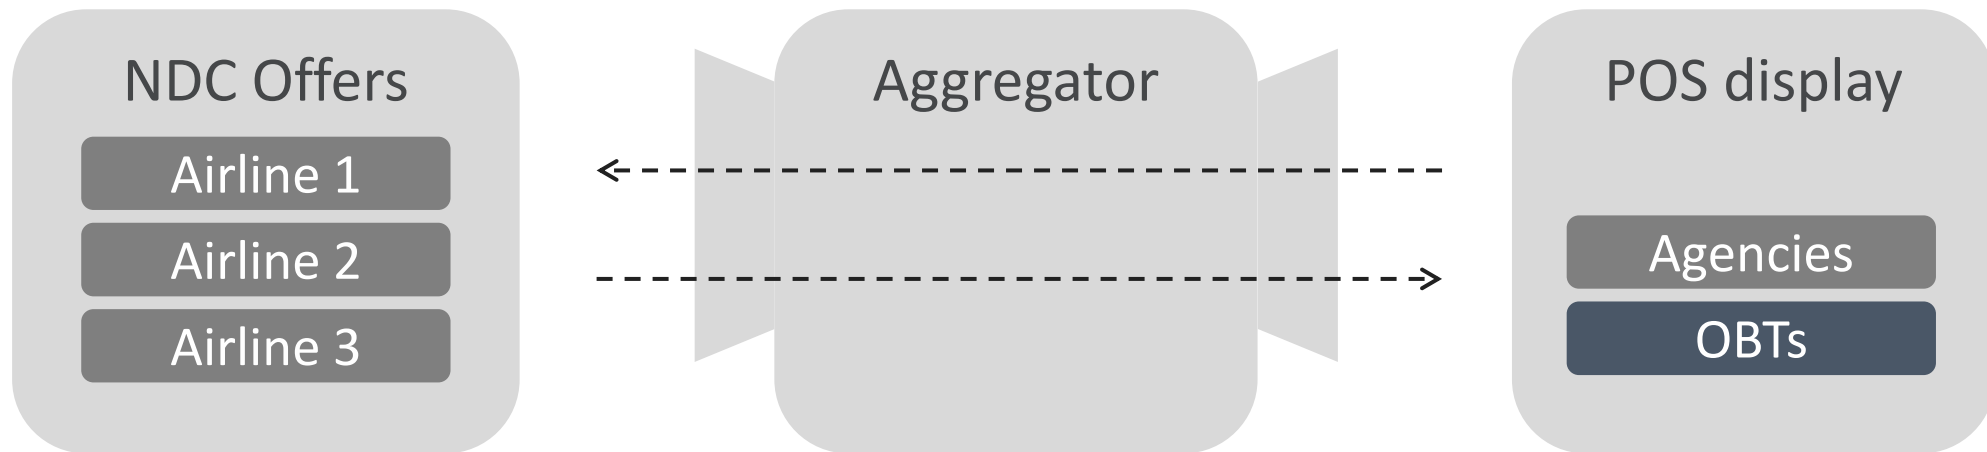 NDC Offers
Airline 1
Airline 2
Airline 3
Aggregator
POS display
Agencies
OBTs